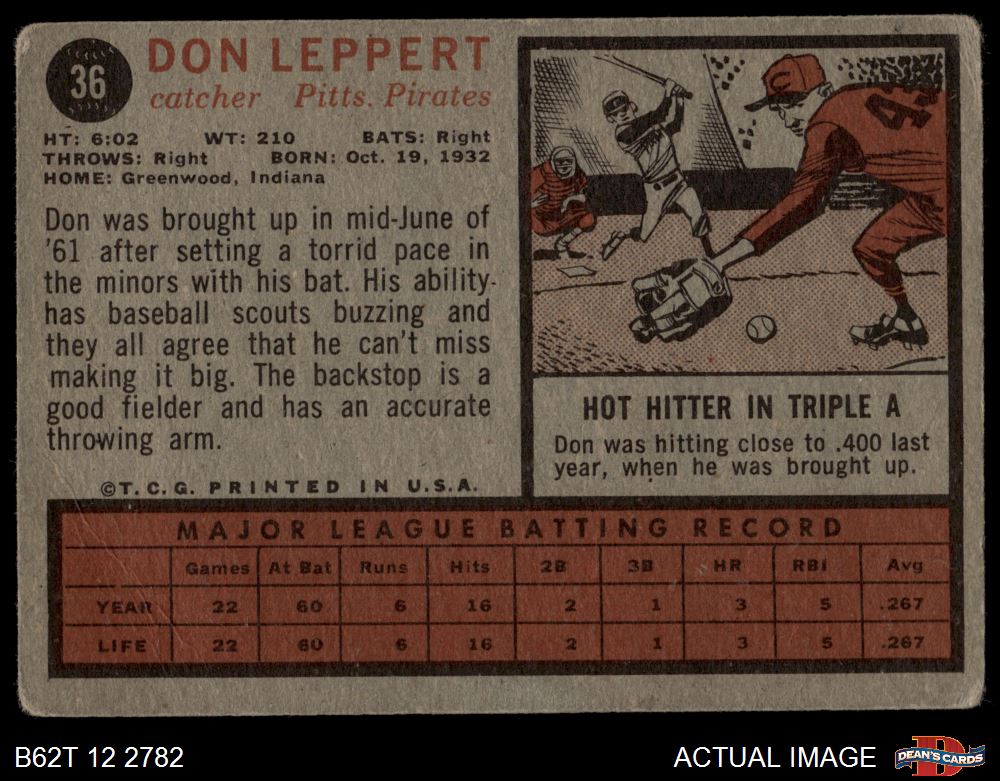 36
DON LEPPERT
catcher Pitts. Pirates
HT: 6:02 WT: 210 BATS: Right
THROWS: Right BORN: Oct. 19, 1932
HOME: Greenwood, Indiana
Don was brought up in mid-June of
'61 after setting a torrid pace in
the minors with his bat. His ability
has baseball scouts buzzing and
they all agree that he can't miss
making it big. The backstop is a
good fielder and has an accurate
throwing arm.
©T.C.G. PRINTED IN U.S.A.
C
4
HOT HITTER IN TRIPLE A
Don was hitting close to .400 last
year, when he was brought up.
MAJOR LEAGUE BATTING RECORD
Games At Bat Runs Hits 2B 3B HR RBI Avg
YEAR 22 60 6 16 2 1 3 5 .267
LIFE 22 60 6 16 2 1 3 5 .267
B62T 12 2782
ACTUAL IMAGE
D
DEAN'S CARDS